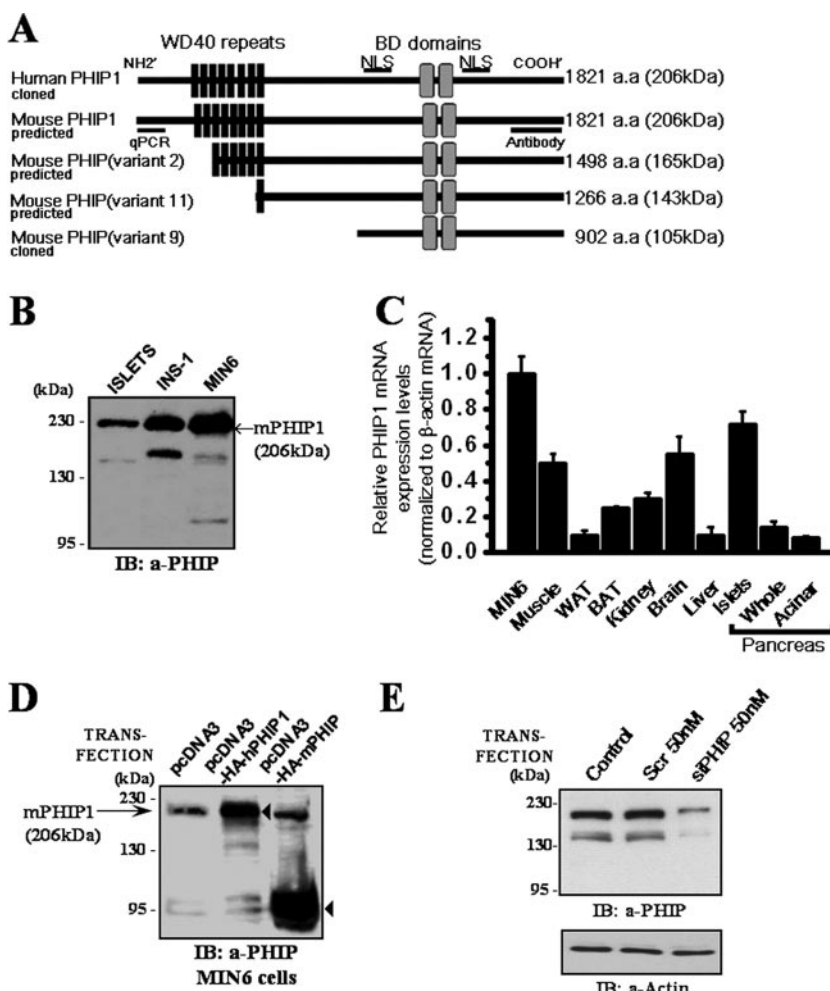 A
WD40 repeats
BD domains
NH2'
NLS
NLS
COOH'
Human PHIP1
cloned
1821 a.a (206kDa)
Mouse PHIP1
predicted
1821 a.a (206kDa)
qPCR
Antibody
Mouse PHIP(variant 2)
predicted
1498 a.a (165kDa)
Mouse PHIP(variant 11)
predicted
1266 a.a (143kDa)
Mouse PHIP(variant 9)
cloned
902 a.a (105kDa)
B
ISLETS
INS-1
MIN6
(kDa)
230 -
mPHIP1
(206kDa)
130 -
95 -
IB: a-PHIP
C
Relative PHIP1 mRNA
expression levels
(normalized to β-actin mRNA)
1.2
1.0
0.8
0.6
0.4
0.2
0.0
MIN6
Muscle
WAT
BAT
Kidney
Brain
Liver
Islets
Whole
Acinar
Pancreas
D
TRANS-
FECTION
(kDa)
pcDNA3
pcDNA3
-HA-hPHIP1
pcDNA3
-HA-mPHIP
230 -
mPHIP1
(206kDa)
130 -
95 -
IB: a-PHIP
MIN6 cells
E
TRANS-
FECTION
(kDa)
Control
Scr 50nM
siPHIP 50nM
230 -
130 -
95 -
IB: a-PHIP
IB: a-Actin